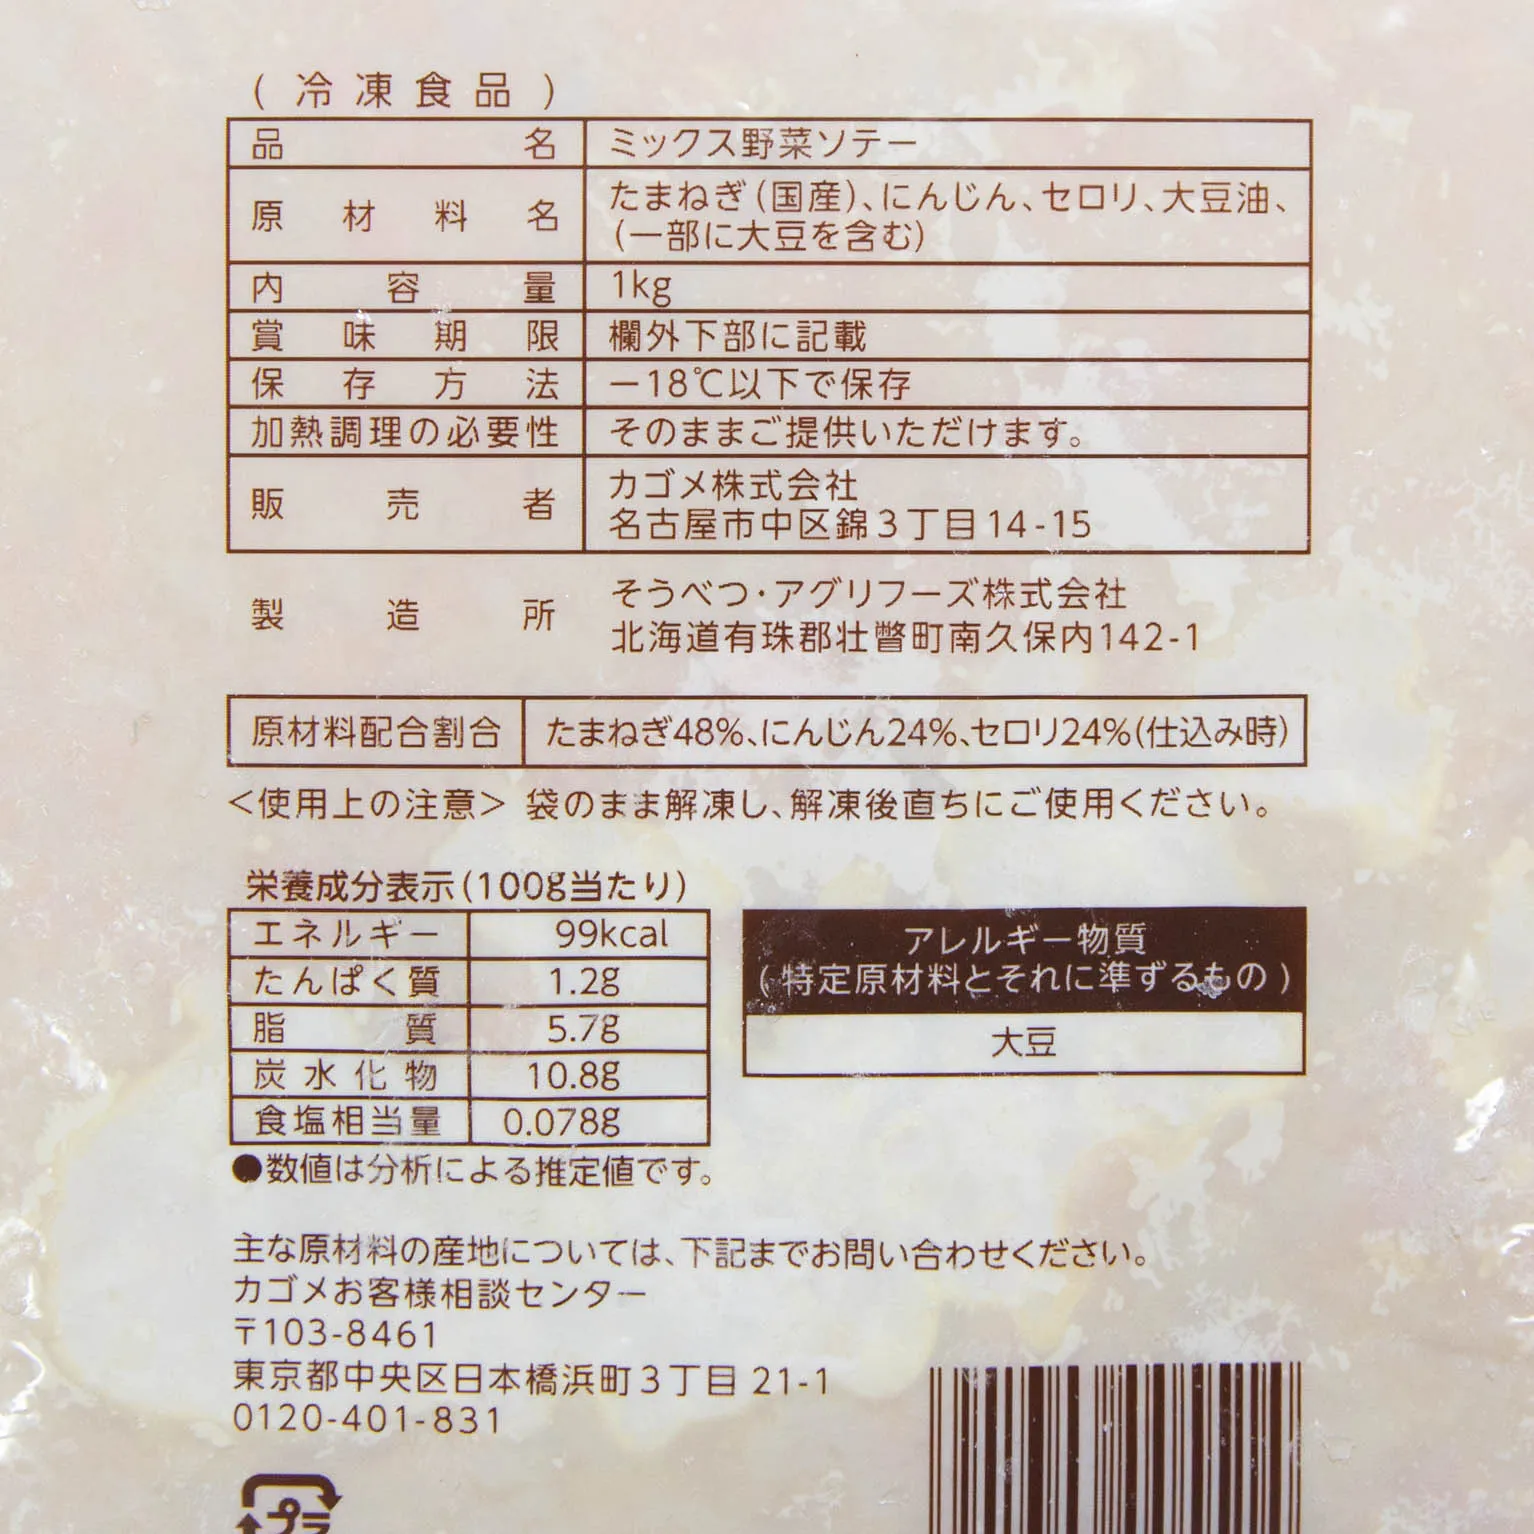 (冷凍食品)
品名 ミックス野菜ソテー
原材料名 たまねぎ(国産)、にんじん、セロリ、大豆油、
(一部に大豆を含む)
内容量 1kg
賞味期限 欄外下部に記載
保存方法 －18℃以下で保存
加熱調理の必要性 そのままご提供いただけます。
販売者 カゴメ株式会社
名古屋市中区錦3丁目14-15
製造所 そうべつ・アグリフーズ株式会社
北海道有珠郡壮瞥町南久保内142-1
原材料配合割合 たまねぎ48%、にんじん24%、セロリ24%(仕込み時)
＜使用上の注意＞ 袋のまま解凍し、解凍後直ちにご使用ください。
栄養成分表示(100g当たり)
エネルギー 99kcal
たんぱく質 1.2g
脂質 5.7g
炭水化物 10.8g
食塩相当量 0.078g
●数値は分析による推定値です。
アレルギー物質
(特定原材料とそれに準ずるもの)
大豆
主な原材料の産地については、下記までお問い合わせください。
カゴメお客様相談センター
〒103-8461
東京都中央区日本橋浜町3丁目21-1
0120-401-831
プラ